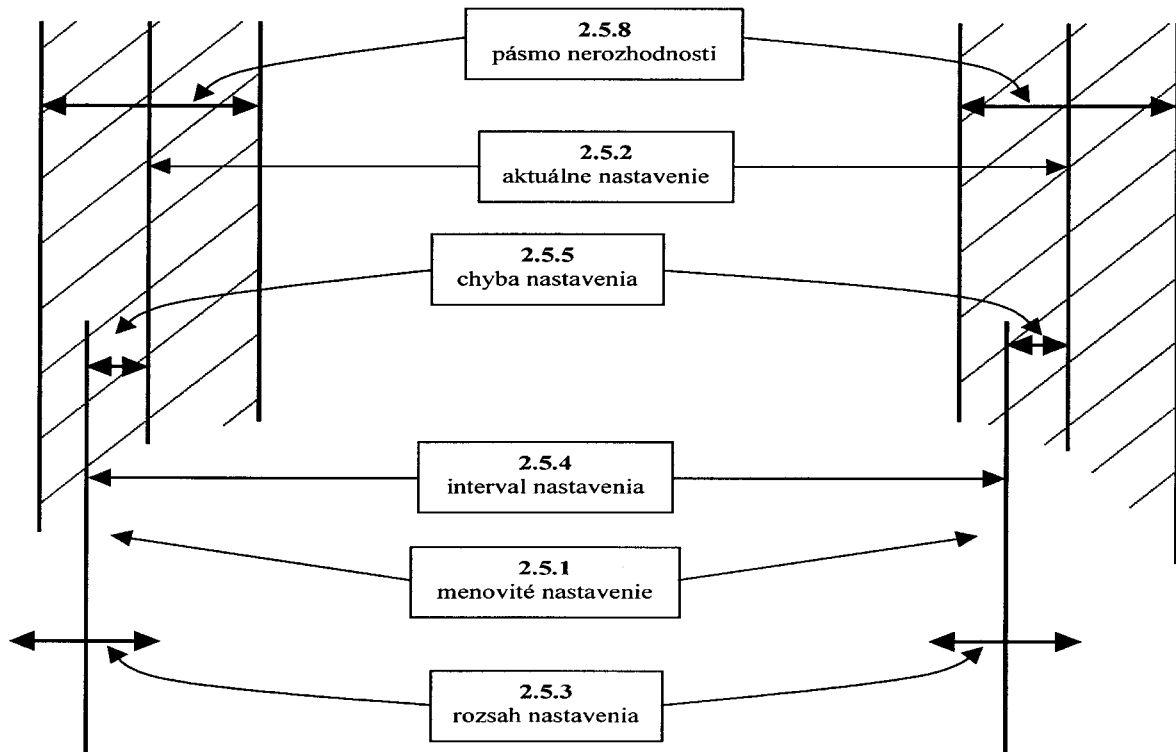 2.5.8
pásmo nerozhodnosti
2.5.2
aktuálne nastavenie
2.5.5
chyba nastavenia
2.5.4
interval nastavenia
2.5.1
menovité nastavenie
2.5.3
rozsah nastavenia